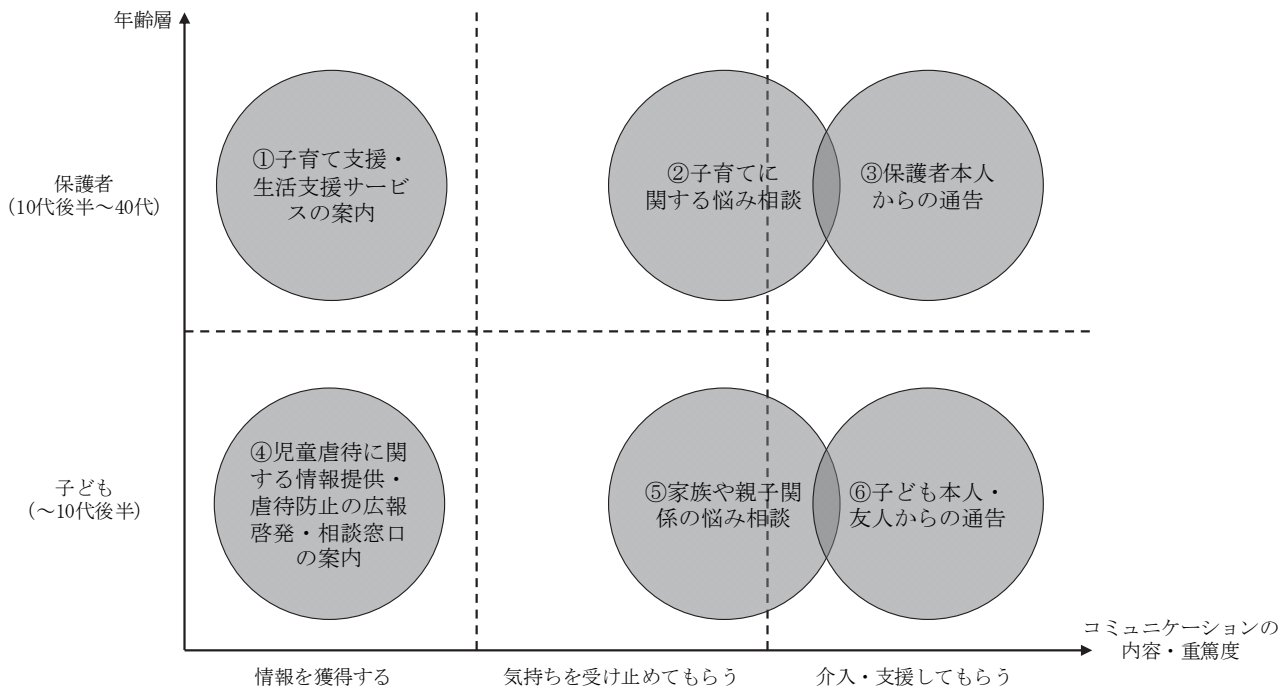 年齢層
保護者
（10代後半～40代）
①子育て支援・
生活支援サービ
スの案内
②子育てに
関する悩み相談
③保護者本人
からの通告
子ども
（～10代後半）
④児童虐待に関
する情報提供・
虐待防止の広報
啓発・相談窓口
の案内
⑤家族や親子関
係の悩み相談
⑥子ども本人・
友人からの通告
コミュニケーションの
内容・重篤度
情報を獲得する
気持ちを受け止めてもらう
介入・支援してもらう